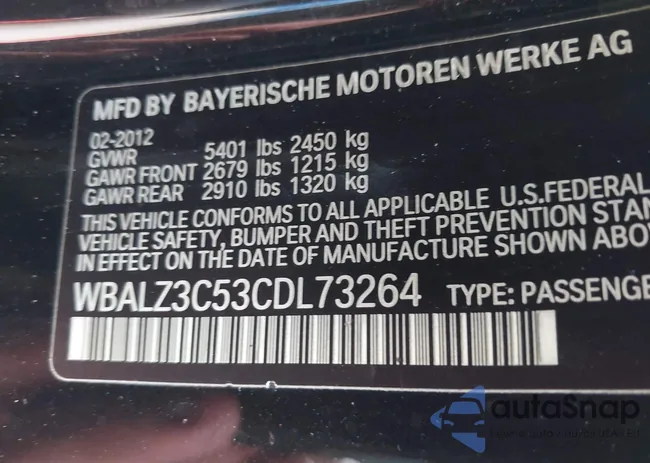 MFD BY BAYERISCHE MOTOREN WERKE AG
02-2012
GVWR 5401 lbs 2450 kg
GAWR FRONT 2679 lbs 1215 kg
GAWR REAR 2910 lbs 1320 kg
THIS VEHICLE CONFORMS TO ALL APPLICABLE U.S.FEDERAL
VEHICLE SAFETY, BUMPER AND THEFT PREVENTION STAN
IN EFFECT ON THE DATE OF MANUFACTURE SHOWN ABO
WBALZ3C53CDL73264 TYPE: PASSENGE
autoSnap